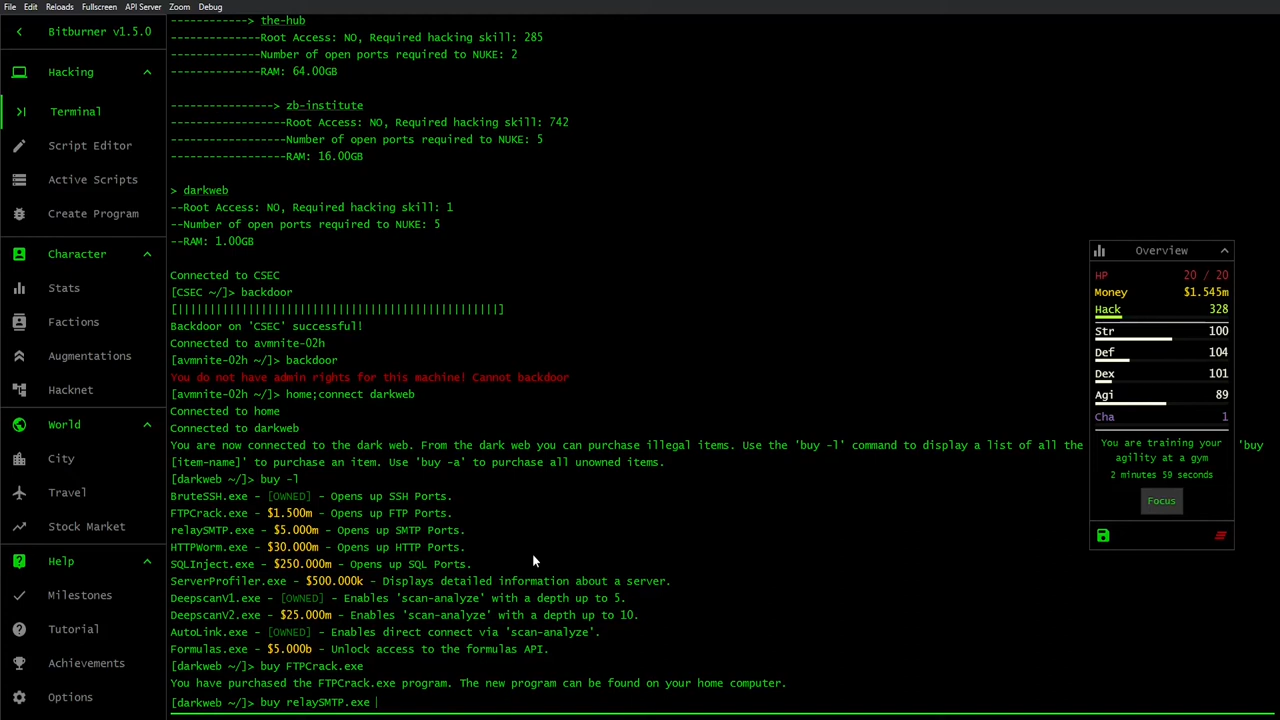 File Edit Reloads Fullscreen API Server Zoom Debug
Bitburner v1.5.0
Hacking
Terminal
Script Editor
Active Scripts
Create Program
Character
Stats
Factions
Augmentations
Hacknet
World
City
Travel
Stock Market
Help
Milestones
Tutorial
Achievements
Options
------------> the-hub
--------------Root Access: NO, Required hacking skill: 285
--------------Number of open ports required to NUKE: 2
--------------RAM: 64.00GB
----------------> zb-institute
------------------Root Access: NO, Required hacking skill: 742
------------------Number of open ports required to NUKE: 5
------------------RAM: 16.00GB
> darkweb
--Root Access: NO, Required hacking skill: 1
--Number of open ports required to NUKE: 5
--RAM: 1.00GB
Connected to CSEC
[CSEC ~/]> backdoor
[||||||||||||||||||||||||||||||||||||||||||||||||||]
Backdoor on 'CSEC' successful!
Connected to avmnite-02h
[avmnite-02h ~/]> backdoor
You do not have admin rights for this machine! Cannot backdoor
[avmnite-02h ~/]> home;connect darkweb
Connected to home
Connected to darkweb
You are now connected to the dark web. From the dark web you can purchase illegal items. Use the 'buy -l' command to display a list of all the 'buy
[item-name]' to purchase an item. Use 'buy -a' to purchase all unowned items.
[darkweb ~/]> buy -l
BruteSSH.exe - [OWNED] - Opens up SSH Ports.
FTPCrack.exe - $1.500m - Opens up FTP Ports.
relaySMTP.exe - $5.000m - Opens up SMTP Ports.
HTTPWorm.exe - $30.000m - Opens up HTTP Ports.
SQLInject.exe - $250.000m - Opens up SQL Ports.
ServerProfiler.exe - $500.000k - Displays detailed information about a server.
DeepscanV1.exe - [OWNED] - Enables 'scan-analyze' with a depth up to 5.
DeepscanV2.exe - $25.000m - Enables 'scan-analyze' with a depth up to 10.
AutoLink.exe - [OWNED] - Enables direct connect via 'scan-analyze'.
Formulas.exe - $5.000b - Unlock access to the formulas API.
[darkweb ~/]> buy FTPCrack.exe
You have purchased the FTPCrack.exe program. The new program can be found on your home computer.
[darkweb ~/]> buy relaySMTP.exe
Overview
HP 20 / 20
Money $1.545m
Hack 328
Str 100
Def 104
Dex 101
Agi 89
Cha 1
You are training your
agility at a gym
2 minutes 59 seconds
Focus